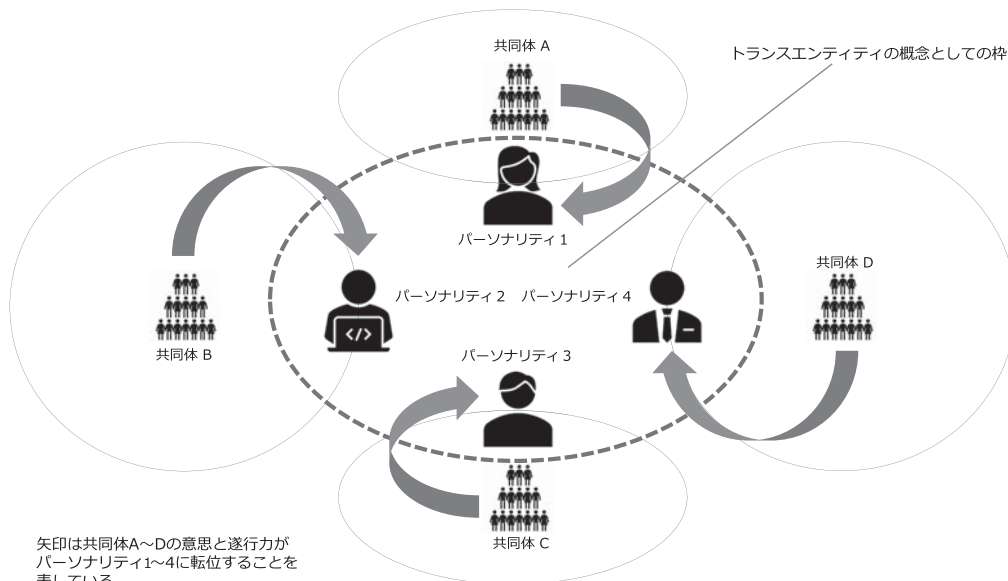 共同体 A
トランスエンティティの概念としての枠
パーソナリティ 1
共同体 D
パーソナリティ 2
パーソナリティ 4
共同体 B
パーソナリティ 3
</>
共同体 C
矢印は共同体A～Dの意思と遂行力が
パーソナリティ1～4に転位することを
表している